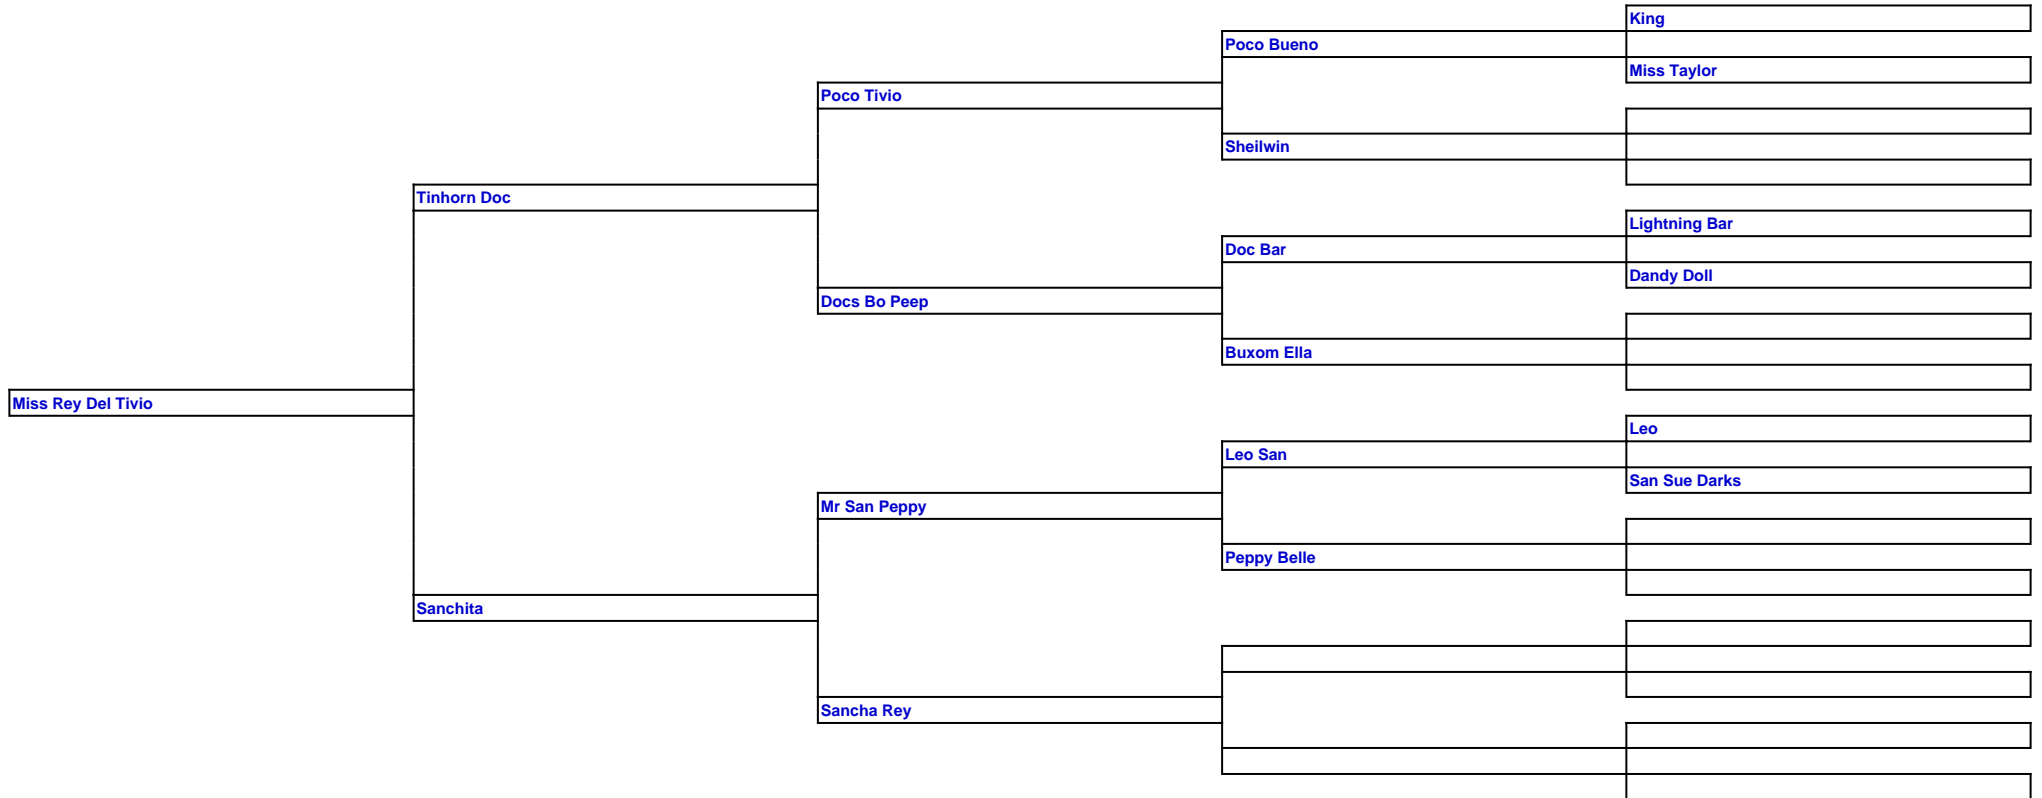 King
Poco Bueno
Miss Taylor
Poco Tivio
Sheilwin
Tinhorn Doc
Lightning Bar
Doc Bar
Dandy Doll
Docs Bo Peep
Buxom Ella
Miss Rey Del Tivio
Leo
Leo San
San Sue Darks
Mr San Peppy
Peppy Belle
Sanchita
Sancha Rey